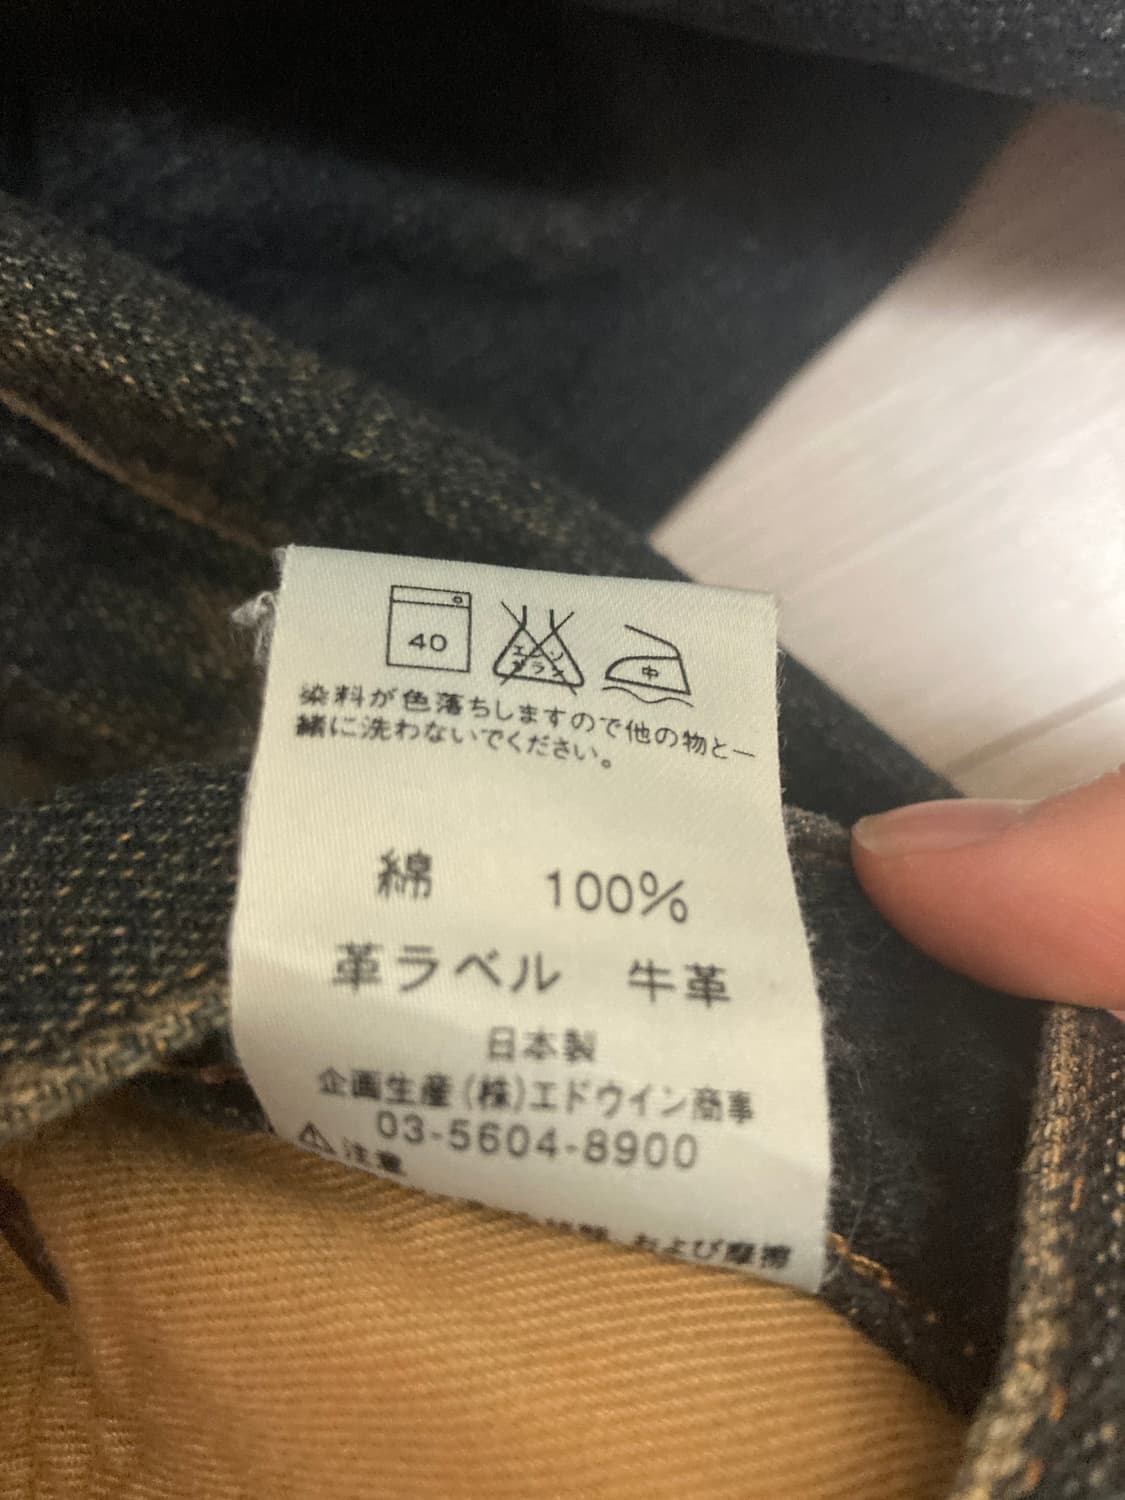 40
エンソ
サラメ
中
染料が色落ちしますので他の物と一
緒に洗わないでください。
綿 100%
革ラベル 牛革
日本製
企画生産(株)エドウイン商事
03-5604-8900
⚠注意
および摩擦